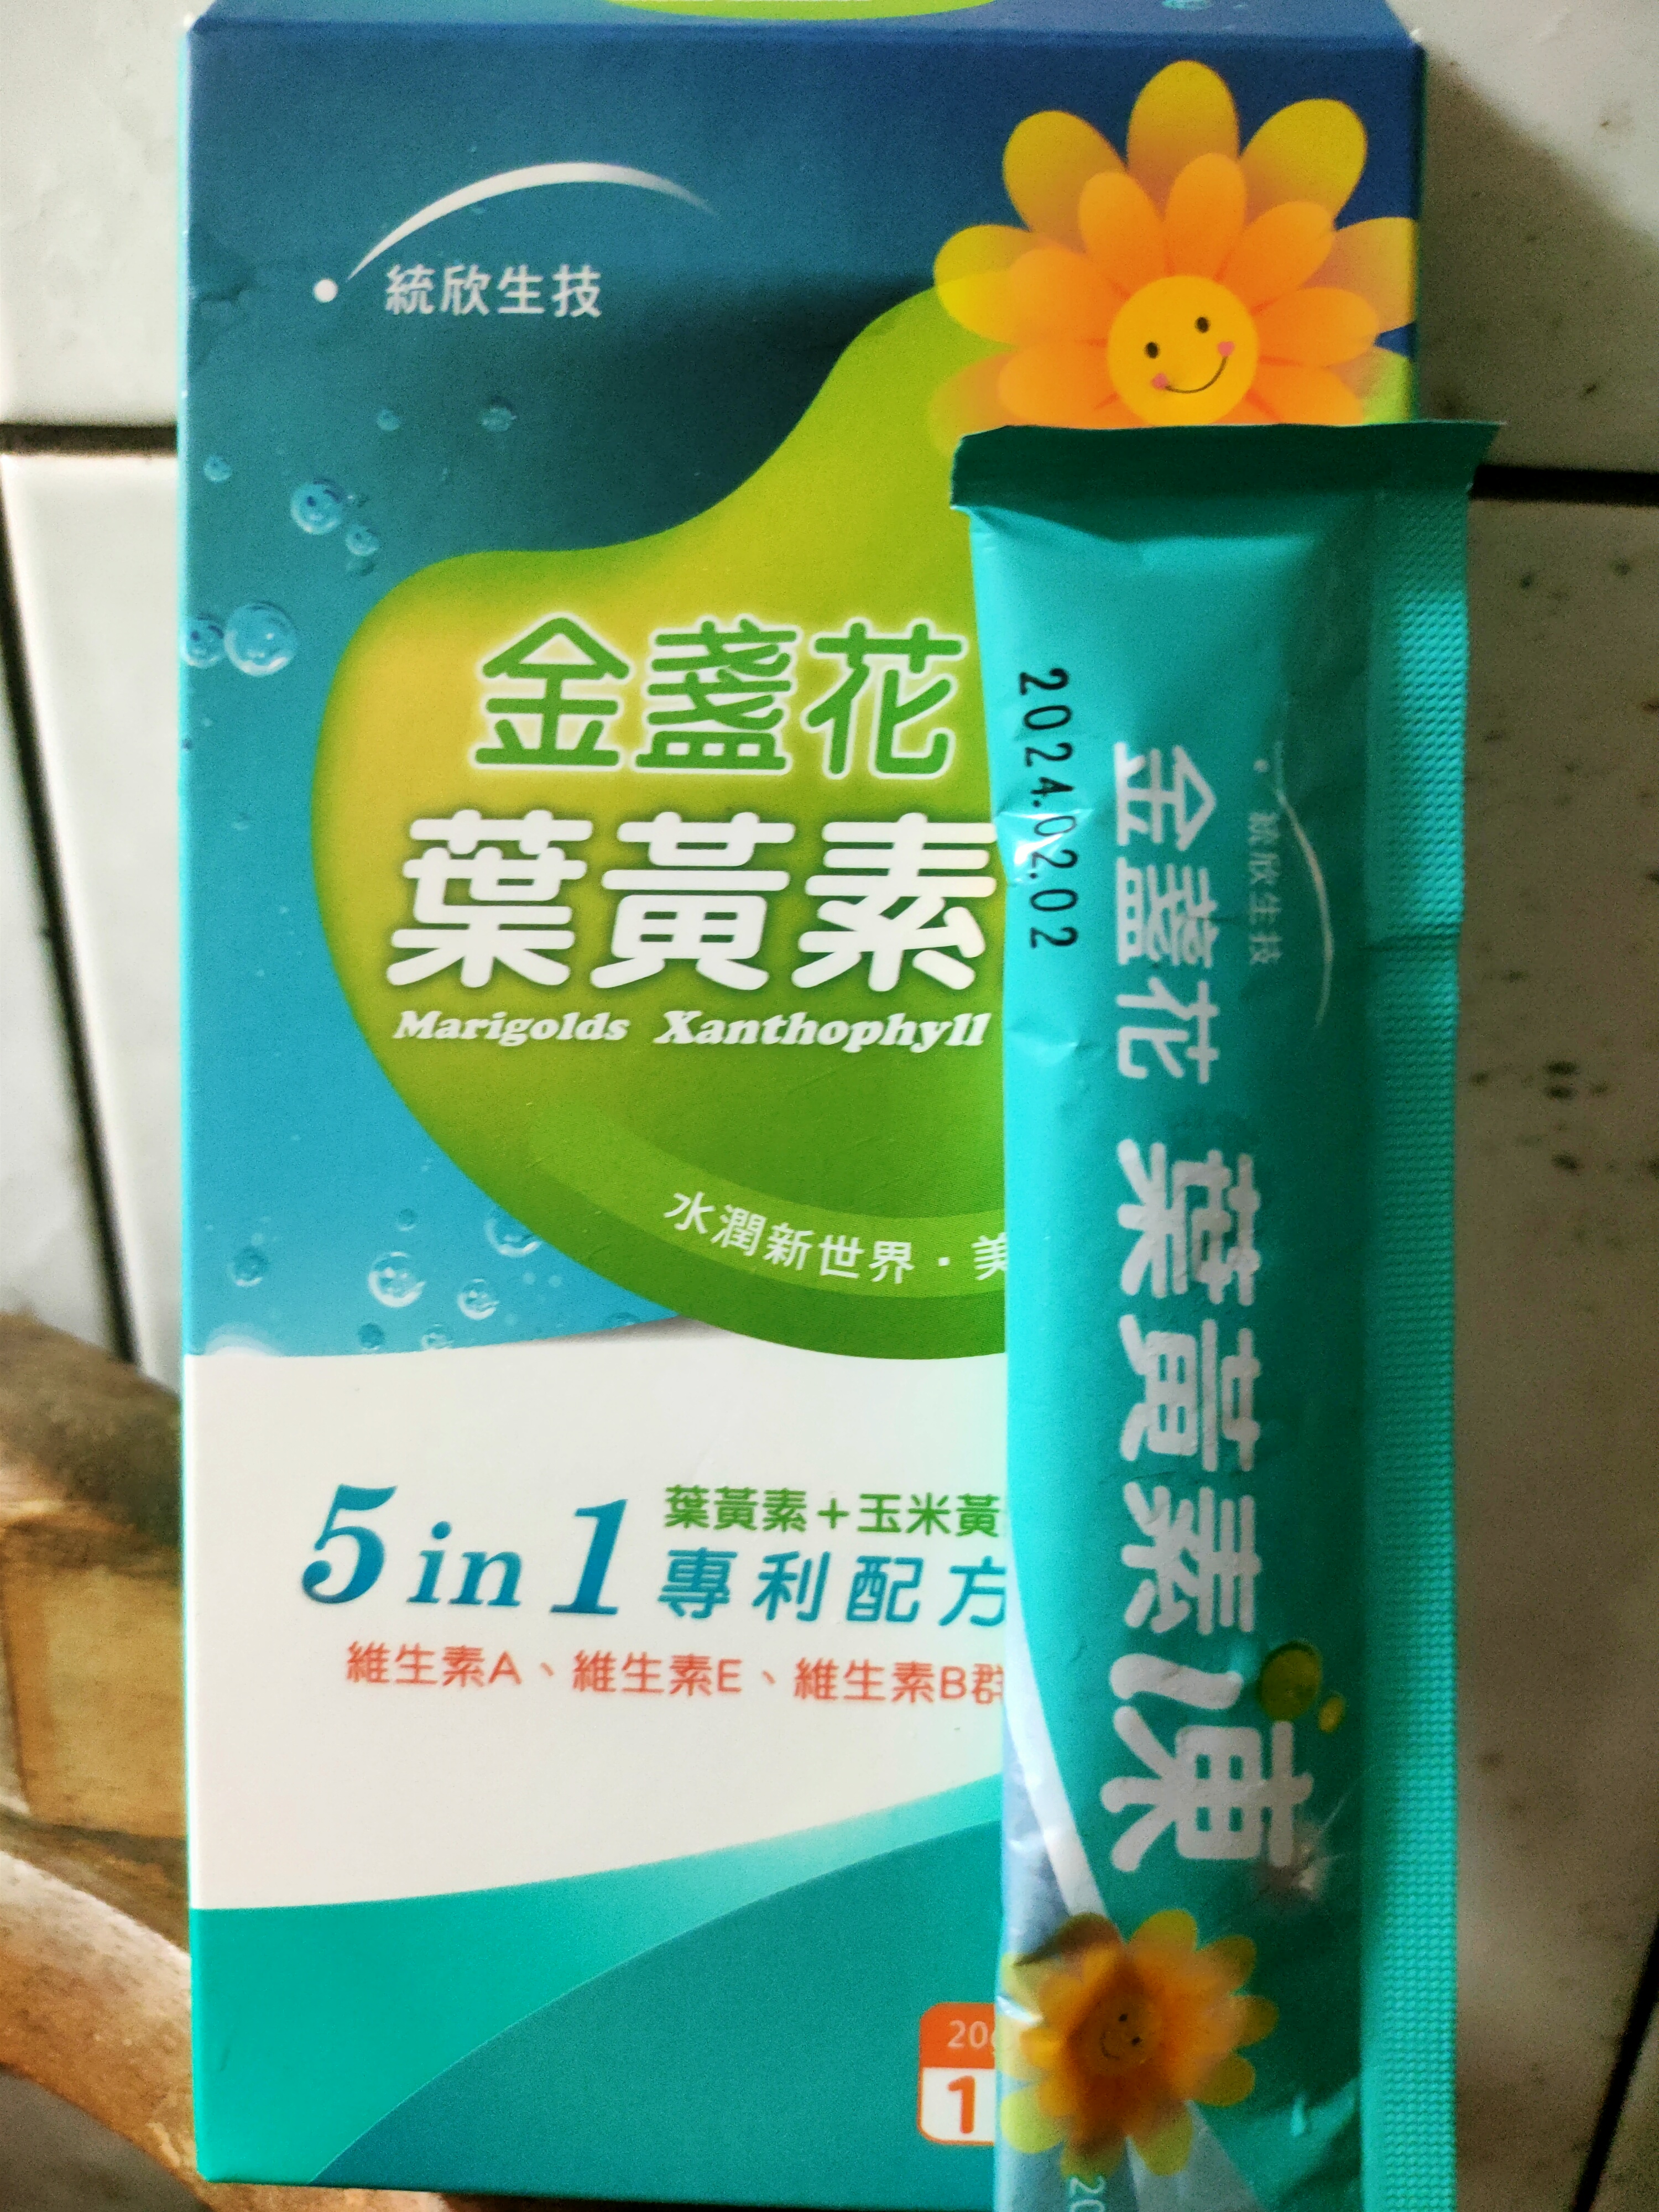 統欣生技
金盞花
葉黃素
Marigolds Xanthophyll
水潤新世界・美
5 in 1
葉黃素+玉米黃
專利配方
維生素A、維生素E、維生素B群
20g
1
2024.02.02
統欣生技
金盞花 葉黃素凍
20